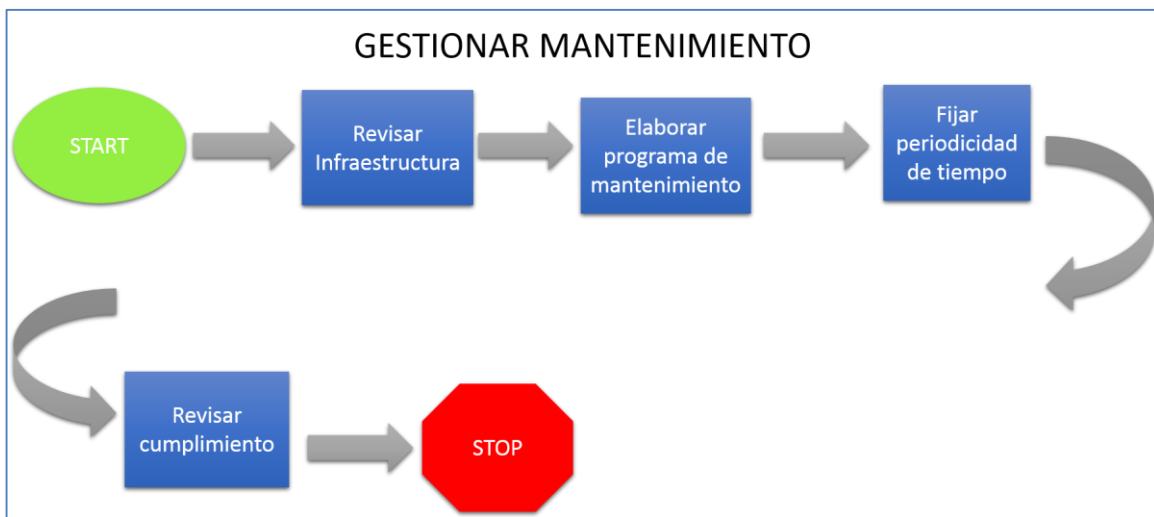 GESTIONAR MANTENIMIENTO
START
Revisar
Infraestructura
Elaborar
programa de
mantenimiento
Fijar
periodicidad
de tiempo
Revisar
cumplimiento
STOP